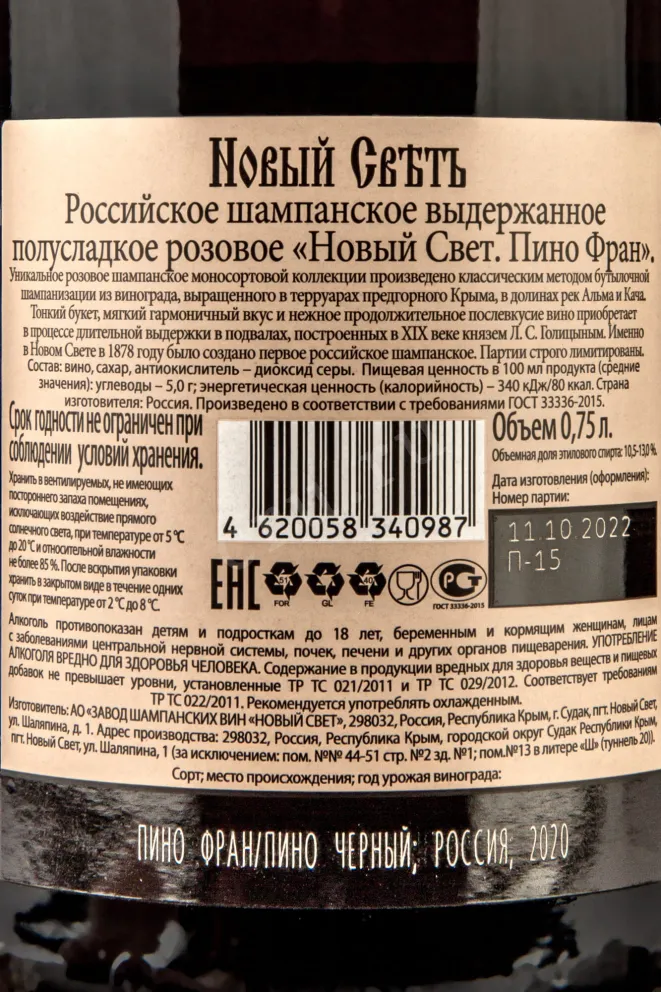 Новый Свѣтъ
Российское шампанское выдержанное
полусладкое розовое «Новый Свет. Пино Фран».
Уникальное розовое шампанское моносортовой коллекции произведено классическим методом бутылочной
шампанизации из винограда, выращенного в терруарах предгорного Крыма, в долинах рек Альма и Кача.
Тонкий букет, мягкий гармоничный вкус и нежное продолжительное послевкусие вино приобретает
в процессе длительной выдержки в подвалах, построенных в XIX веке князем Л. С. Голицыным. Именно
в Новом Свете в 1878 году было создано первое российское шампанское. Партии строго лимитированы.
Состав: вино, сахар, антиокислитель – диоксид серы. Пищевая ценность в 100 мл продукта (средние
значения): углеводы – 5,0 г; энергетическая ценность (калорийность) – 340 кДж/80 ккал. Страна
изготовителя: Россия. Произведено в соответствии с требованиями ГОСТ 33336-2015.
Срок годности не ограничен при
соблюдении условий хранения.
Хранить в вентилируемых, не имеющих
постороннего запаха помещениях,
исключающих воздействие прямого
солнечного света, при температуре от 5 °С
до 20 °С и относительной влажности
не более 85 %. После вскрытия упаковки
хранить в закрытом виде в течение одних
суток при температуре от 2 °С до 8 °С.
4 620058 340987
Объем 0,75 л.
Объемная доля этилового спирта: 10,5-13,0 %.
Дата изготовления (оформления):
Номер партии:
11.10.2022
П-15
ЕАС
51
FOR
GL
40
FE
РСТ
ГОСТ 33336-2015
Алкоголь противопоказан детям и подросткам до 18 лет, беременным и кормящим женщинам, лицам
с заболеваниями центральной нервной системы, почек, печени и других органов пищеварения. УПОТРЕБЛЕНИЕ
АЛКОГОЛЯ ВРЕДНО ДЛЯ ЗДОРОВЬЯ ЧЕЛОВЕКА. Содержание в продукции вредных для здоровья веществ и пищевых
добавок не превышает уровни, установленные ТР ТС 021/2011 и ТР ТС 029/2012. Соответствует требованиям
ТР ТС 022/2011. Рекомендуется употреблять охлажденным.
Изготовитель: АО «ЗАВОД ШАМПАНСКИХ ВИН «НОВЫЙ СВЕТ», 298032, Россия, Республика Крым, г. Судак, пгт. Новый Свет,
ул. Шаляпина, д. 1. Адрес производства: 298032, Россия, Республика Крым, городской округ Судак Республики Крым,
пгт. Новый Свет, ул. Шаляпина, 1 (за исключением: пом. №№ 44-51 стр. №2 зд. №1; пом.№13 в литере «Ш» (туннель 20)).
Сорт; место происхождения; год урожая винограда:
ПИНО ФРАН/ПИНО ЧЕРНЫЙ; РОССИЯ, 2020